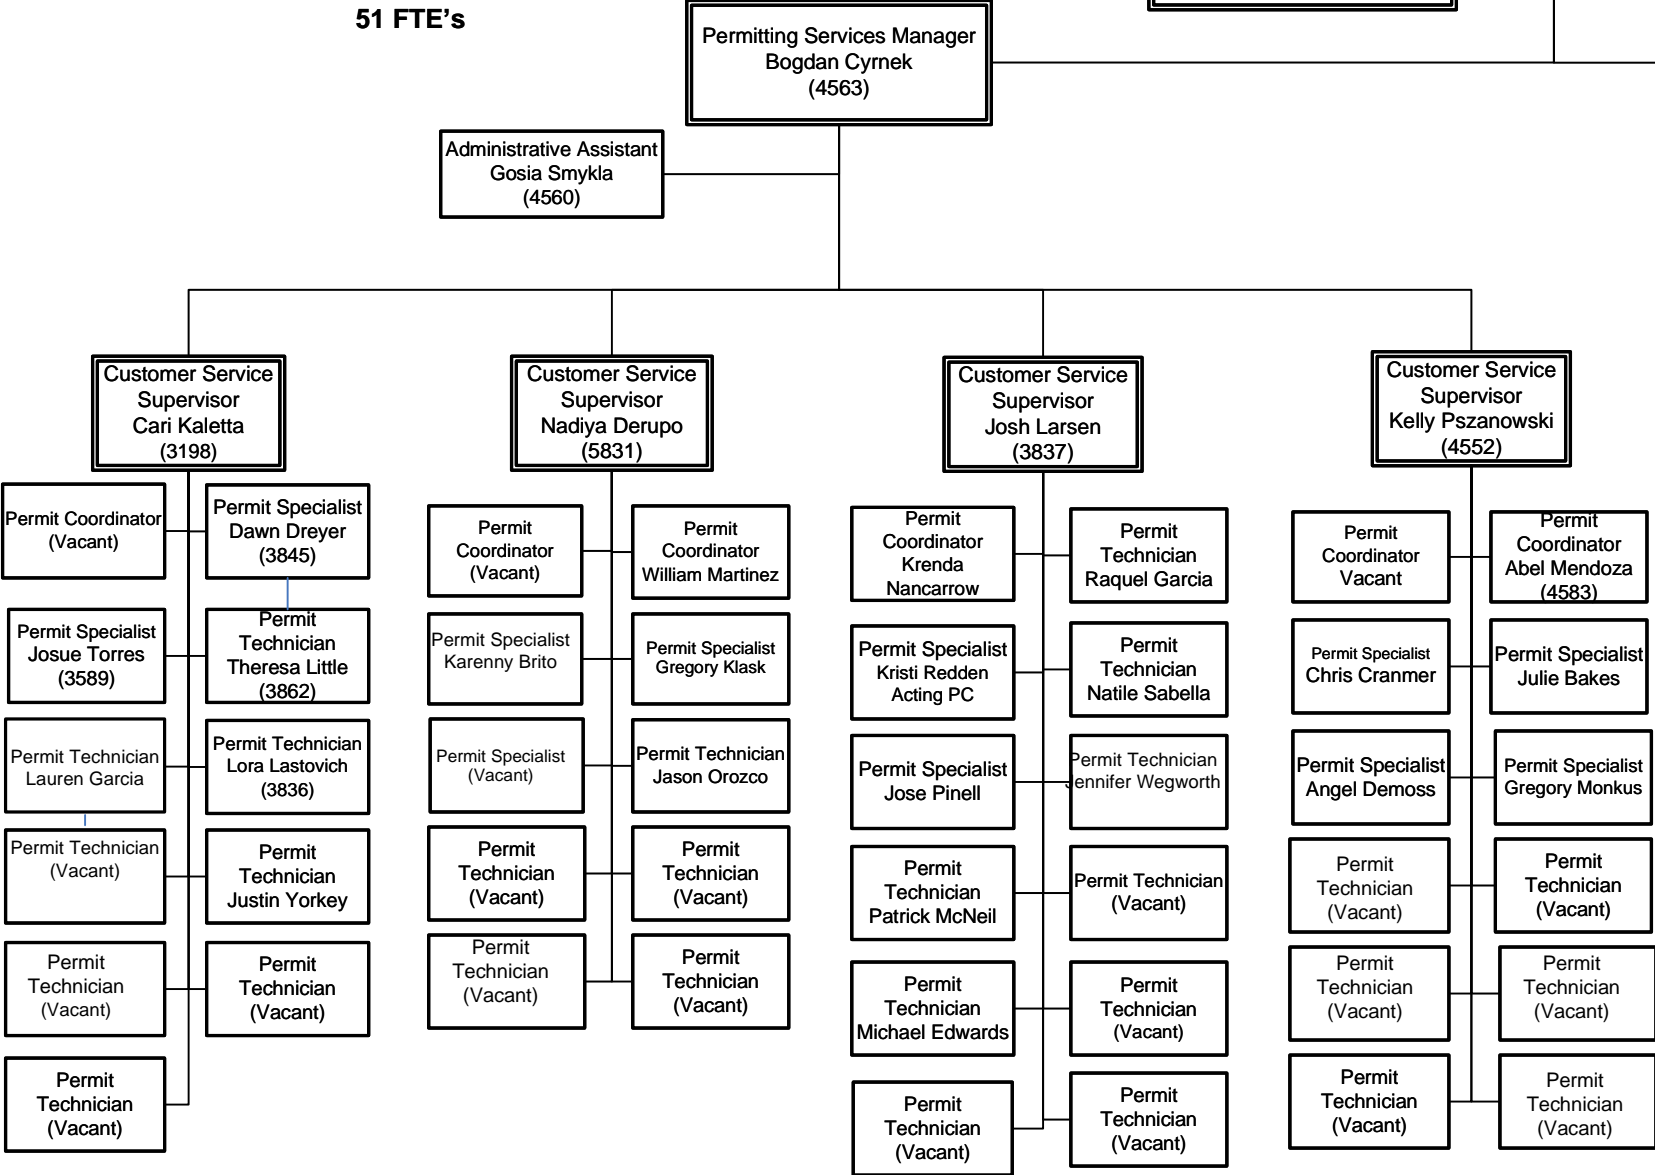 51 FTE's
Permitting Services Manager
Bogdan Cyrnek
(4563)
Administrative Assistant
Gosia Smykla
(4560)
Customer Service
Supervisor
Cari Kaletta
(3198)
Permit Coordinator
(Vacant)
Permit Specialist
Dawn Dreyer
(3845)
Permit Specialist
Josue Torres
(3589)
Permit
Technician
Theresa Little
(3862)
Permit Technician
Lauren Garcia
Permit Technician
Lora Lastovich
(3836)
Permit Technician
(Vacant)
Permit
Technician
Justin Yorkey
Permit
Technician
(Vacant)
Permit
Technician
(Vacant)
Permit
Technician
(Vacant)
Customer Service
Supervisor
Nadiya Derupo
(5831)
Permit
Coordinator
(Vacant)
Permit
Coordinator
William Martinez
Permit Specialist
Karenny Brito
Permit Specialist
Gregory Klask
Permit Specialist
(Vacant)
Permit Technician
Jason Orozco
Permit
Technician
(Vacant)
Permit
Technician
(Vacant)
Permit
Technician
(Vacant)
Permit
Technician
(Vacant)
Customer Service
Supervisor
Josh Larsen
(3837)
Permit
Coordinator
Krenda
Nancarrow
Permit
Technician
Raquel Garcia
Permit Specialist
Kristi Redden
Acting PC
Permit
Technician
Natile Sabella
Permit Specialist
Jose Pinell
Permit Technician
Jennifer Wegworth
Permit
Technician
Patrick McNeil
Permit Technician
(Vacant)
Permit
Technician
Michael Edwards
Permit
Technician
(Vacant)
Permit
Technician
(Vacant)
Permit
Technician
(Vacant)
Customer Service
Supervisor
Kelly Pszanowski
(4552)
Permit
Coordinator
Vacant
Permit
Coordinator
Abel Mendoza
(4583)
Permit Specialist
Chris Cranmer
Permit Specialist
Julie Bakes
Permit Specialist
Angel Demoss
Permit Specialist
Gregory Monkus
Permit
Technician
(Vacant)
Permit
Technician
(Vacant)
Permit
Technician
(Vacant)
Permit
Technician
(Vacant)
Permit
Technician
(Vacant)
Permit
Technician
(Vacant)